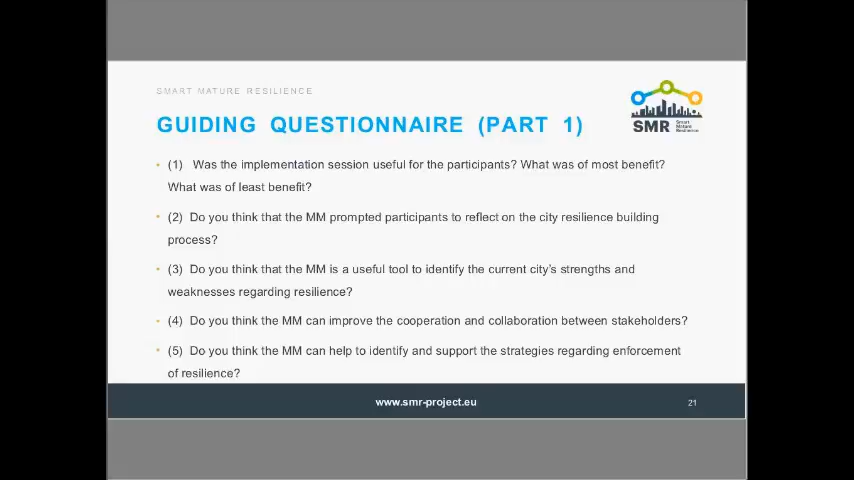 SMART MATURE RESILIENCE
GUIDING QUESTIONNAIRE (PART 1)
SMR Smart Mature Resilience
• (1) Was the implementation session useful for the participants? What was of most benefit?
What was of least benefit?
• (2) Do you think that the MM prompted participants to reflect on the city resilience building
process?
• (3) Do you think that the MM is a useful tool to identify the current city's strengths and
weaknesses regarding resilience?
• (4) Do you think the MM can improve the cooperation and collaboration between stakeholders?
• (5) Do you think the MM can help to identify and support the strategies regarding enforcement
of resilience?
www.smr-project.eu
21